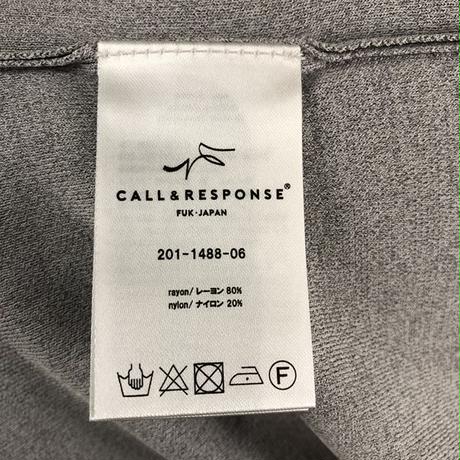 CALL & RESPONSE®
FUK・JAPAN
201-1488-06
rayon/レーヨン 80%
nylon/ナイロン 20%
F